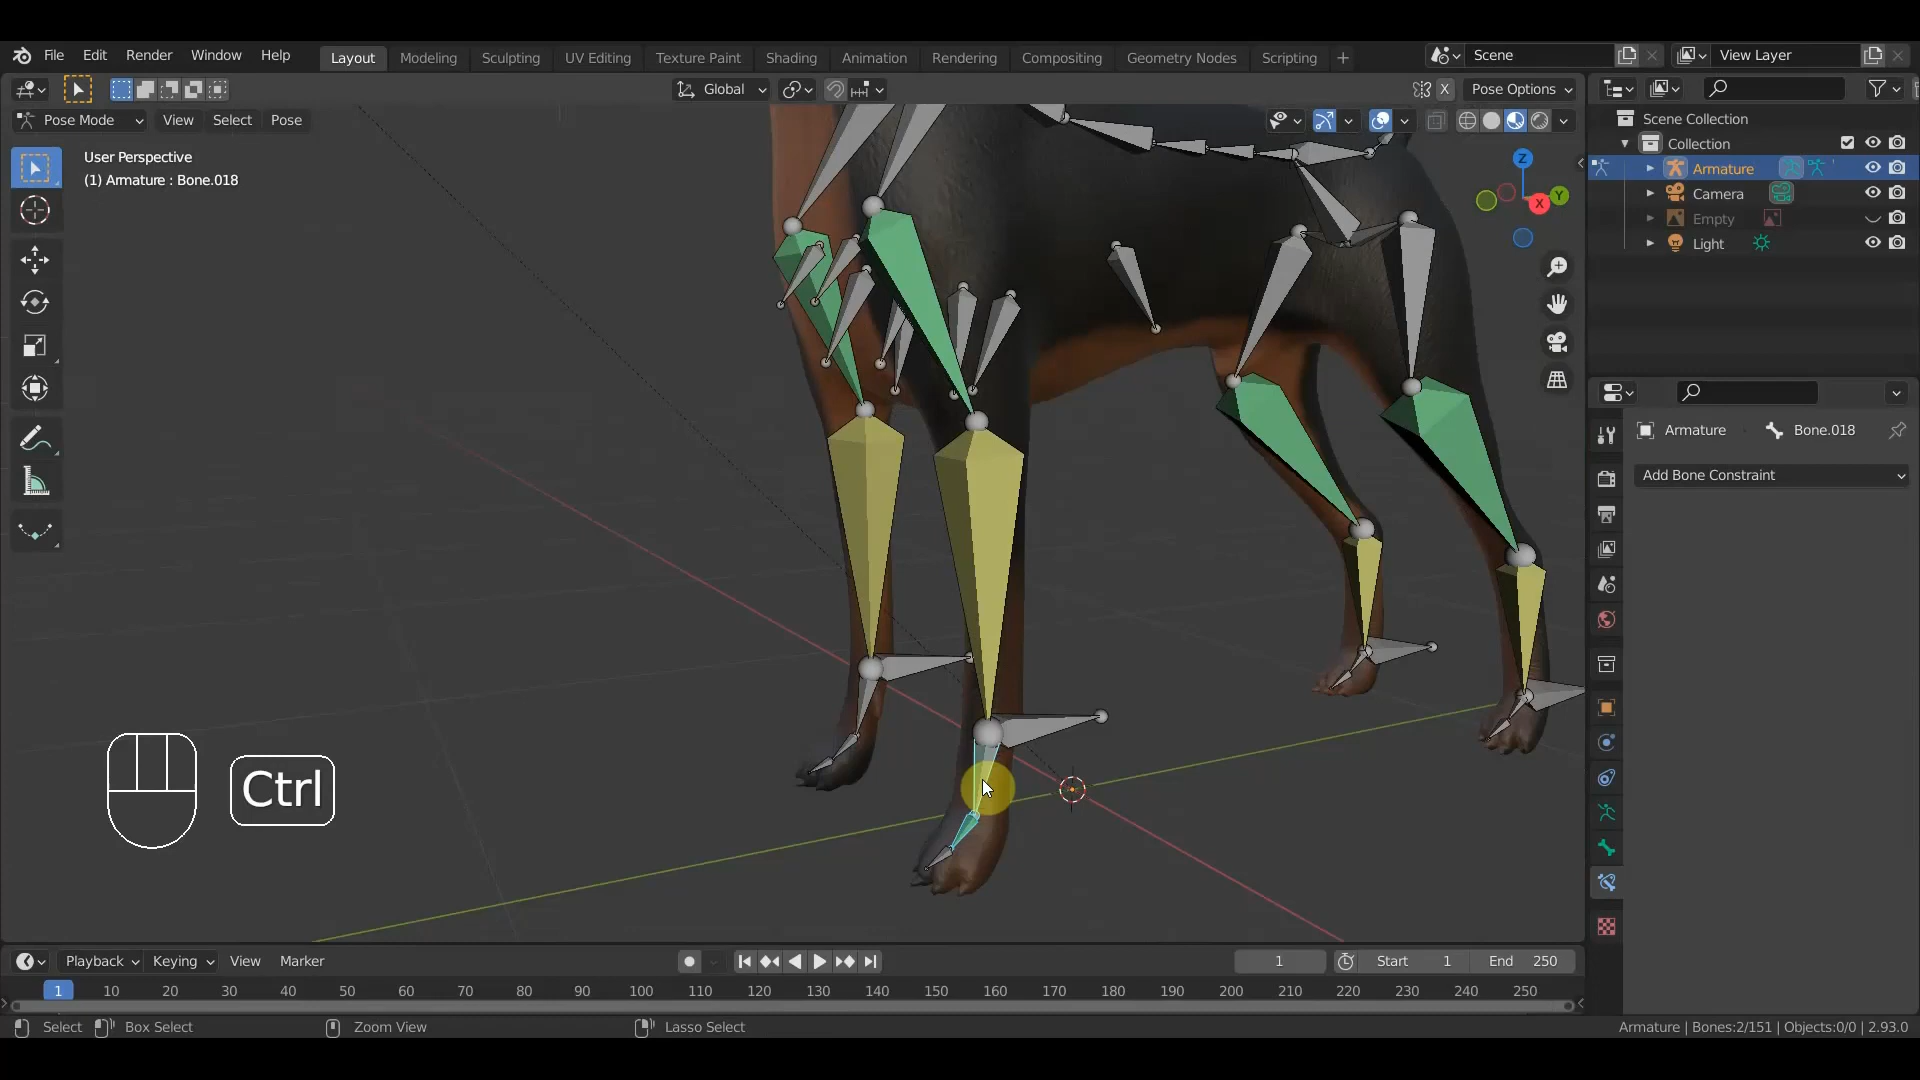 File Edit Render Window Help Layout Modeling Sculpting UV Editing Texture Paint Shading Animation Rendering Compositing Geometry Nodes Scripting + Scene View Layer
Global X Pose Options
Pose Mode View Select Pose
User Perspective
(1) Armature : Bone.018
Z
Y
X
Scene Collection
Collection
Armature
Camera
Empty
Light
Armature Bone.018
Add Bone Constraint
Ctrl
Playback Keying View Marker 1 Start 1 End 250
1 10 20 30 40 50 60 70 80 90 100 110 120 130 140 150 160 170 180 190 200 210 220 230 240 250
Select Box Select Zoom View Lasso Select Armature | Bones:2/151 | Objects:0/0 | 2.93.0